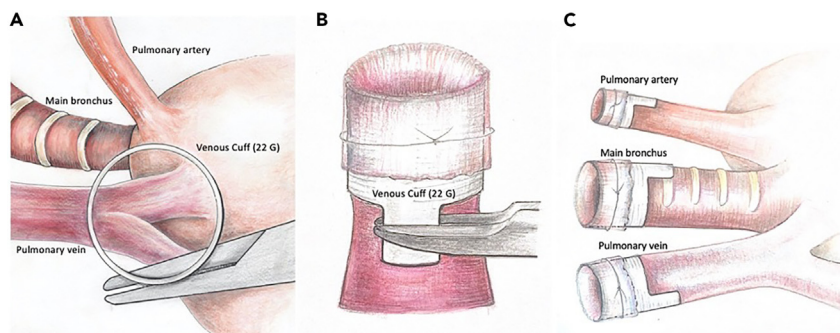 A
Pulmonary artery
Main bronchus
Venous Cuff (22 G)
Pulmonary vein
B
Venous Cuff (22 G)
C
Pulmonary artery
Main bronchus
Pulmonary vein